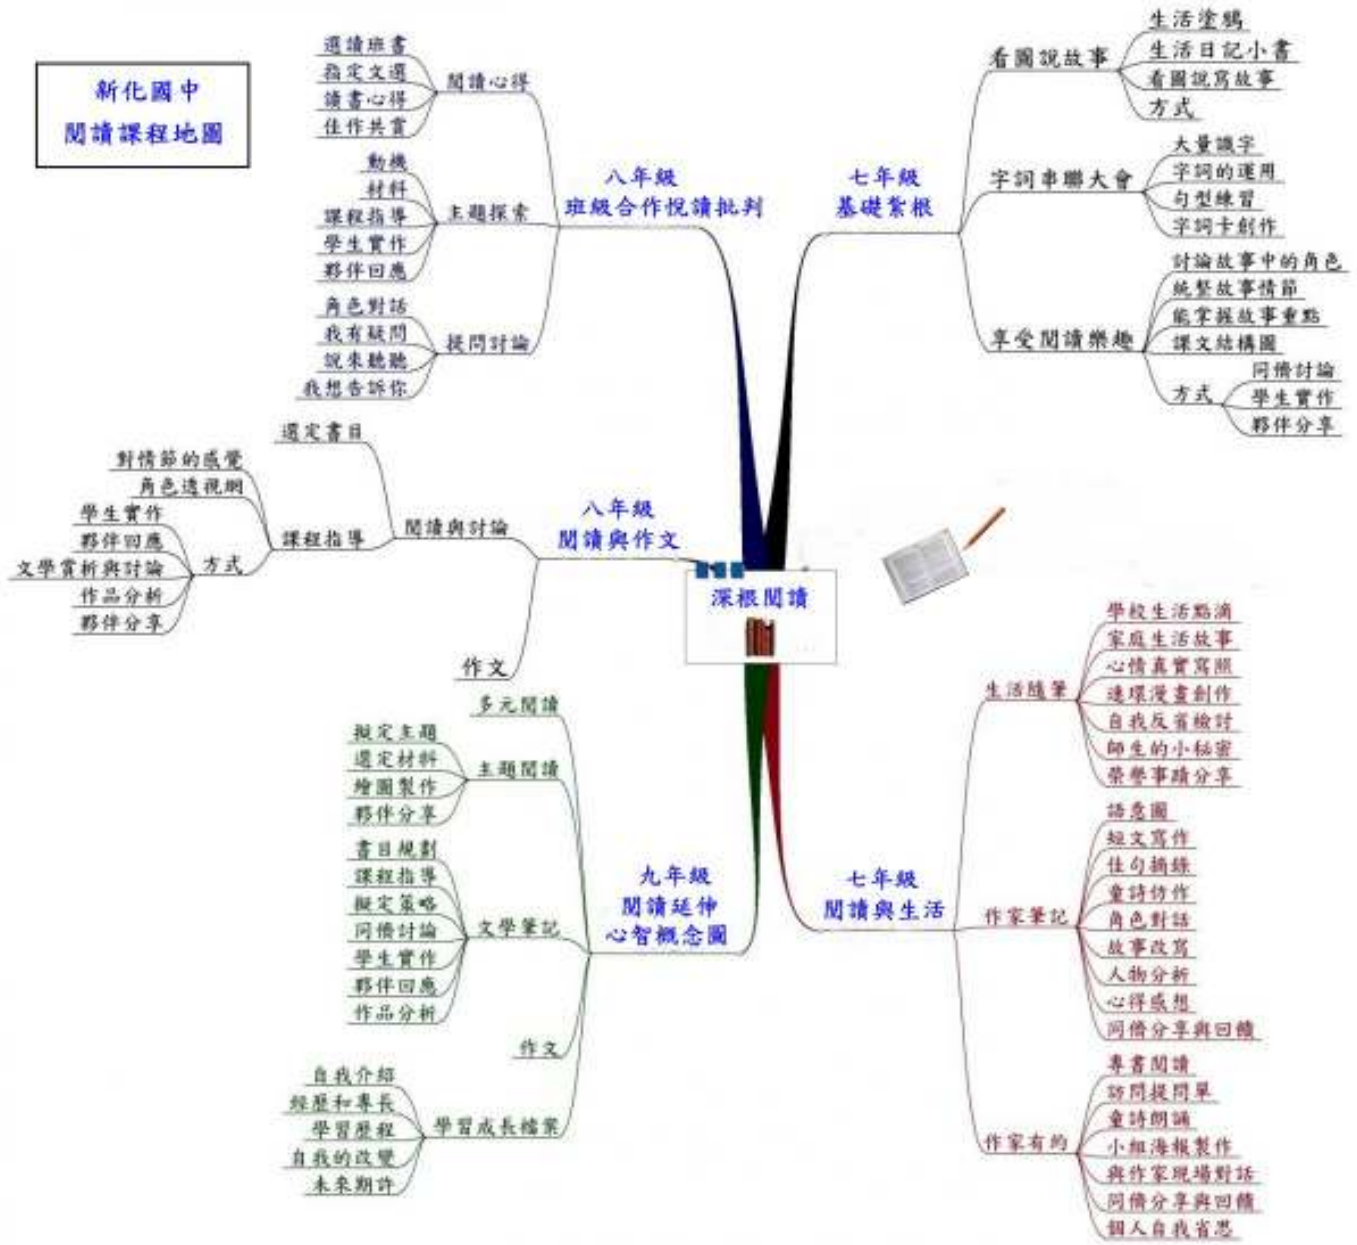 新化國中
閱讀課程地圖
深根閱讀
七年級
基礎紮根
看圖說故事
生活塗鴉
生活日記小書
看圖說寫故事
方式
字詞串聯大會
大量識字
字詞的運用
句型練習
字詞卡創作
享受閱讀樂趣
討論故事中的角色
統整故事情節
能掌握故事重點
課文結構圖
方式
同儕討論
學生實作
夥伴分享
八年級
班級合作悅讀批判
閱讀心得
選讀班書
指定文選
讀書心得
佳作共賞
主題探索
動機
材料
課程指導
學生實作
夥伴回應
提問討論
角色對話
我有疑問
說來聽聽
我想告訴你
八年級
閱讀與作文
閱讀與討論
選定書目
課程指導
對情節的感覺
角色透視網
方式
學生實作
夥伴回應
文學賞析與討論
作品分析
夥伴分享
作文
九年級
閱讀延伸
心智概念圖
多元閱讀
主題閱讀
擬定主題
選定材料
繪圖製作
夥伴分享
文學筆記
書目規劃
課程指導
擬定策略
同儕討論
學生實作
夥伴回應
作品分析
作文
學習成長檔案
自我介紹
經歷和專長
學習歷程
自我的改變
未來期許
七年級
閱讀與生活
生活隨筆
學校生活點滴
家庭生活故事
心情真實寫照
連環漫畫創作
自我反省檢討
師生的小秘密
榮譽事蹟分享
作家筆記
語意圖
短文寫作
佳句摘錄
童詩仿作
角色對話
故事改寫
人物分析
心得感想
同儕分享與回饋
作家有約
專書閱讀
訪問提問單
童詩朗誦
小組海報製作
與作家現場對話
同儕分享與回饋
個人自我省思